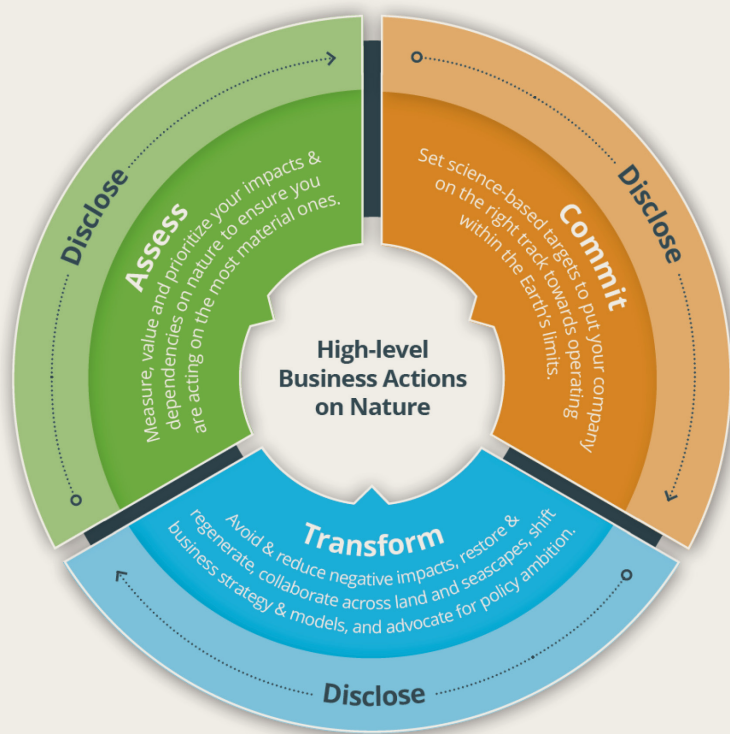 High-level
Business Actions
on Nature
Disclose
Assess
Measure, value and prioritize your impacts &
dependencies on nature to ensure you
are acting on the most material ones.
Disclose
Commit
Set science-based targets to put your company
on the right track towards operating
within the Earth's limits.
Transform
Avoid & reduce negative impacts, restore &
regenerate, collaborate across land and seascapes, shift
business strategy & models, and advocate for policy ambition.
Disclose